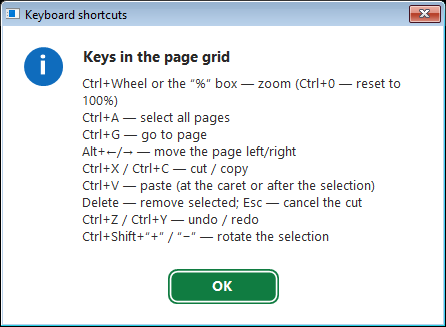 Keyboard shortcuts
Keys in the page grid
Ctrl+Wheel or the “%” box — zoom (Ctrl+0 — reset to
100%)
Ctrl+A — select all pages
Ctrl+G — go to page
Alt+←/→ — move the page left/right
Ctrl+X / Ctrl+C — cut / copy
Ctrl+V — paste (at the caret or after the selection)
Delete — remove selected; Esc — cancel the cut
Ctrl+Z / Ctrl+Y — undo / redo
Ctrl+Shift+“+” / “−” — rotate the selection
OK